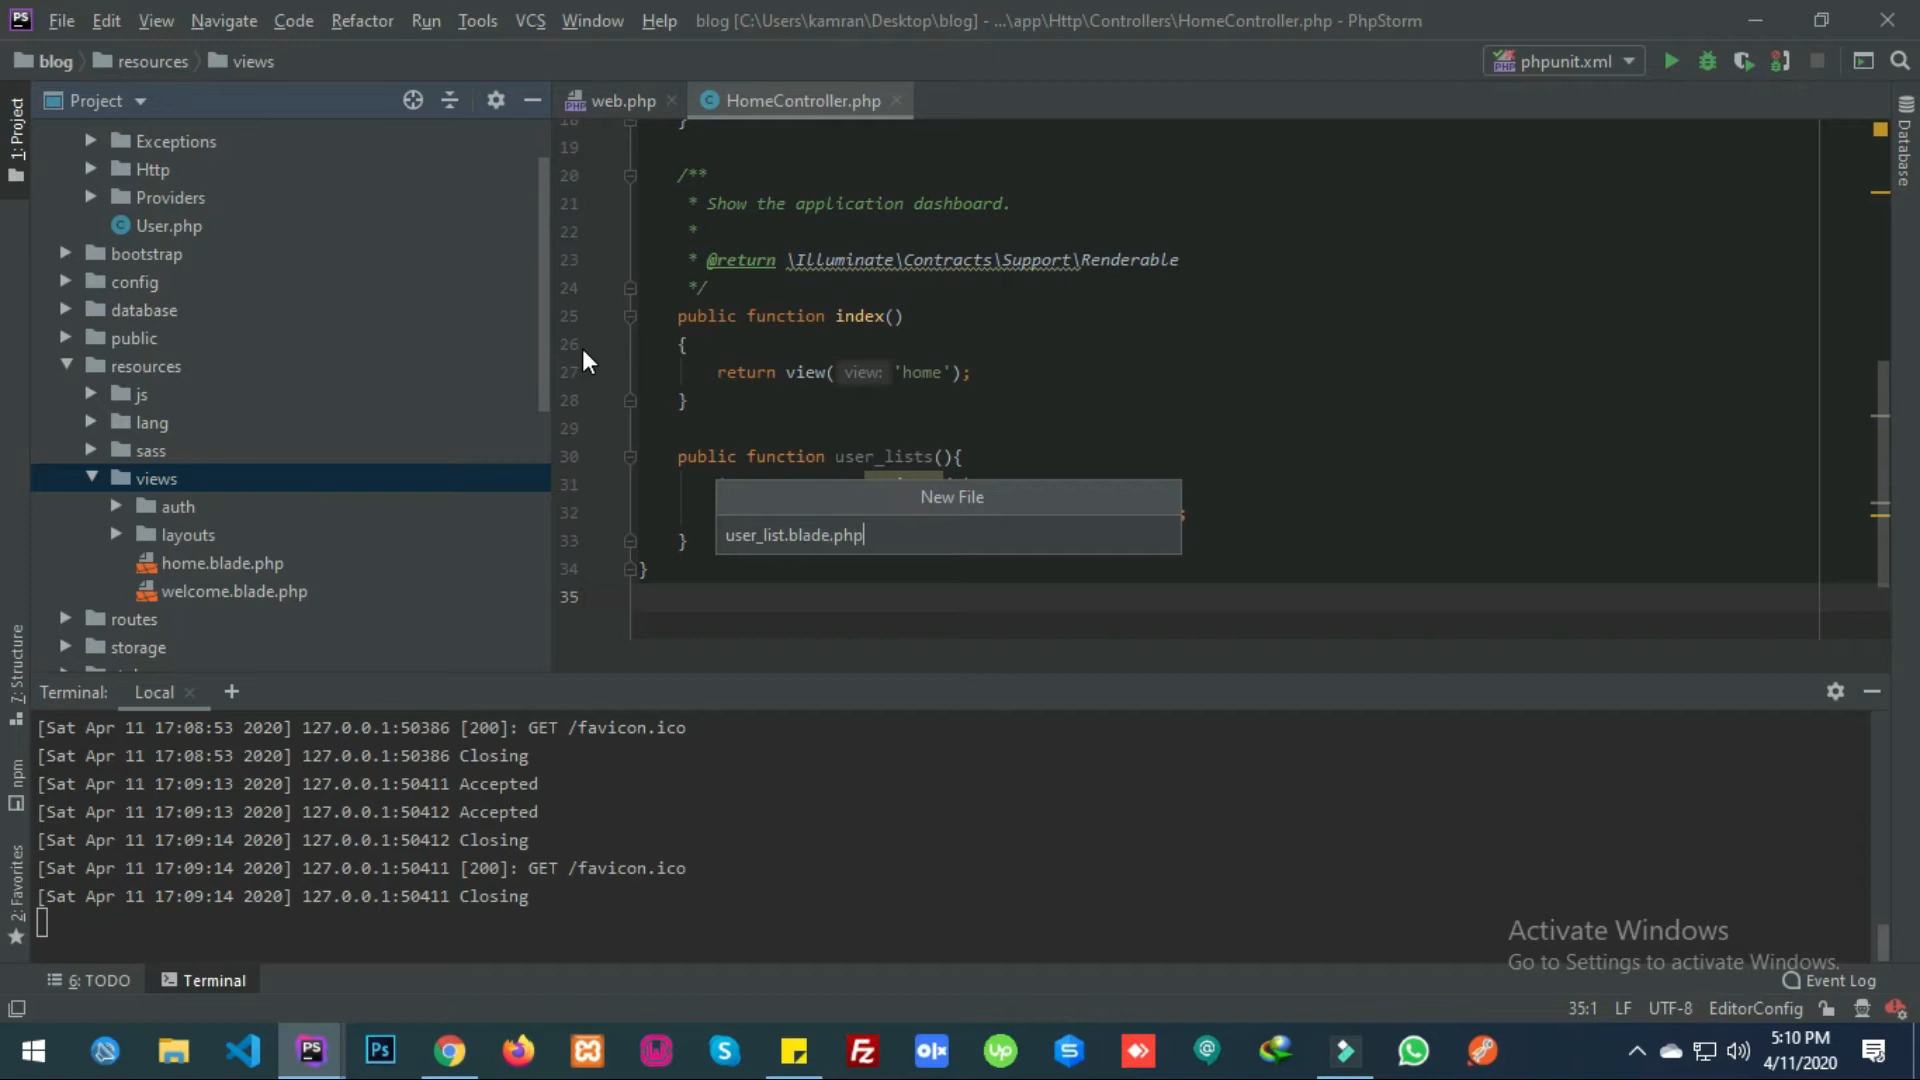 PS File Edit View Navigate Code Refactor Run Tools VCS Window Help blog [C:\Users\kamran\Desktop\blog] - ...\app\Http\Controllers\HomeController.php - PhpStorm
blog resources views phpunit.xml
Project web.php HomeController.php
1: Project
Database
Exceptions
Http
Providers
User.php
bootstrap
config
database
public
resources
js
lang
sass
views
auth
layouts
home.blade.php
welcome.blade.php
routes
storage
18 }
19
20 /**
21 * Show the application dashboard.
22 *
23 * @return \Illuminate\Contracts\Support\Renderable
24 */
25 public function index()
26 {
27 return view( view: 'home');
28 }
29
30 public function user_lists(){
31
32 ;
33 }
34 }
35
New File
user_list.blade.php
7: Structure
npm
2: Favorites
Terminal: Local +
[Sat Apr 11 17:08:53 2020] 127.0.0.1:50386 [200]: GET /favicon.ico
[Sat Apr 11 17:08:53 2020] 127.0.0.1:50386 Closing
[Sat Apr 11 17:09:13 2020] 127.0.0.1:50411 Accepted
[Sat Apr 11 17:09:13 2020] 127.0.0.1:50412 Accepted
[Sat Apr 11 17:09:14 2020] 127.0.0.1:50412 Closing
[Sat Apr 11 17:09:14 2020] 127.0.0.1:50411 [200]: GET /favicon.ico
[Sat Apr 11 17:09:14 2020] 127.0.0.1:50411 Closing
Activate Windows
Go to Settings to activate Windows.
6: TODO Terminal Event Log
35:1 LF UTF-8 EditorConfig
5:10 PM
4/11/2020